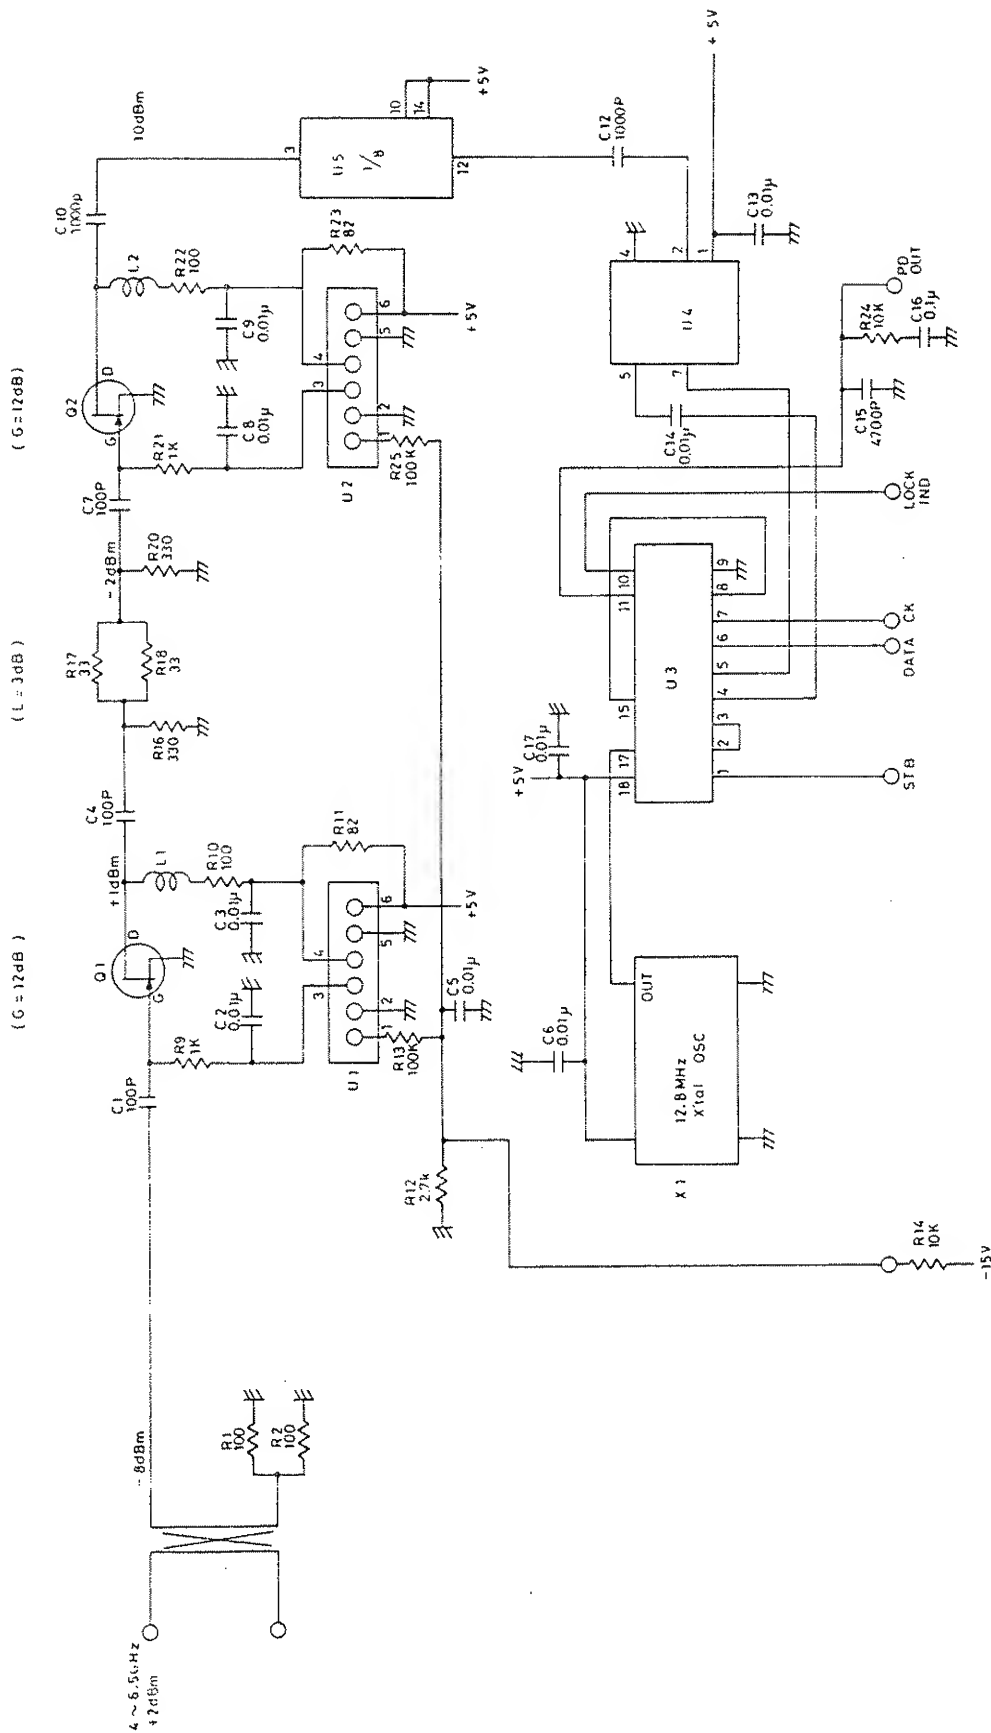 4 ~ 6.5GHz
+2dBm
-8dBm
R1
100
R2
100
(G=12dB)
C1
100P
R9
1K
Q1
G
D
C2
0.01µ
C3
0.01µ
+1dBm
L1
R10
100
R11
82
U1
1
2
3
4
5
6
+5V
R13
100K
C5
0.01µ
R12
2.7k
R14
10K
-15V
(L=3dB)
C4
100P
R16
330
R17
33
R18
33
-2dBm
R20
330
(G=12dB)
C7
100P
R21
1K
Q2
G
D
C8
0.01µ
C9
0.01µ
L2
R22
100
R23
82
U2
1
2
3
4
5
6
+5V
R25
100K
C10
1000µ
10dBm
U5
1/8
3
10
14
12
+5V
C12
1000P
U4
4
2
1
5
7
+5V
C13
0.01µ
C14
0.01µ
PD
OUT
R24
10K
C16
0.1µ
C15
4700P
LOCK
IND
U3
18
17
15
11
10
1
2
3
4
5
6
7
8
9
STB
DATA
CK
+5V
C17
0.01µ
C6
0.01µ
X1
12.8MHz
X'tal OSC
OUT